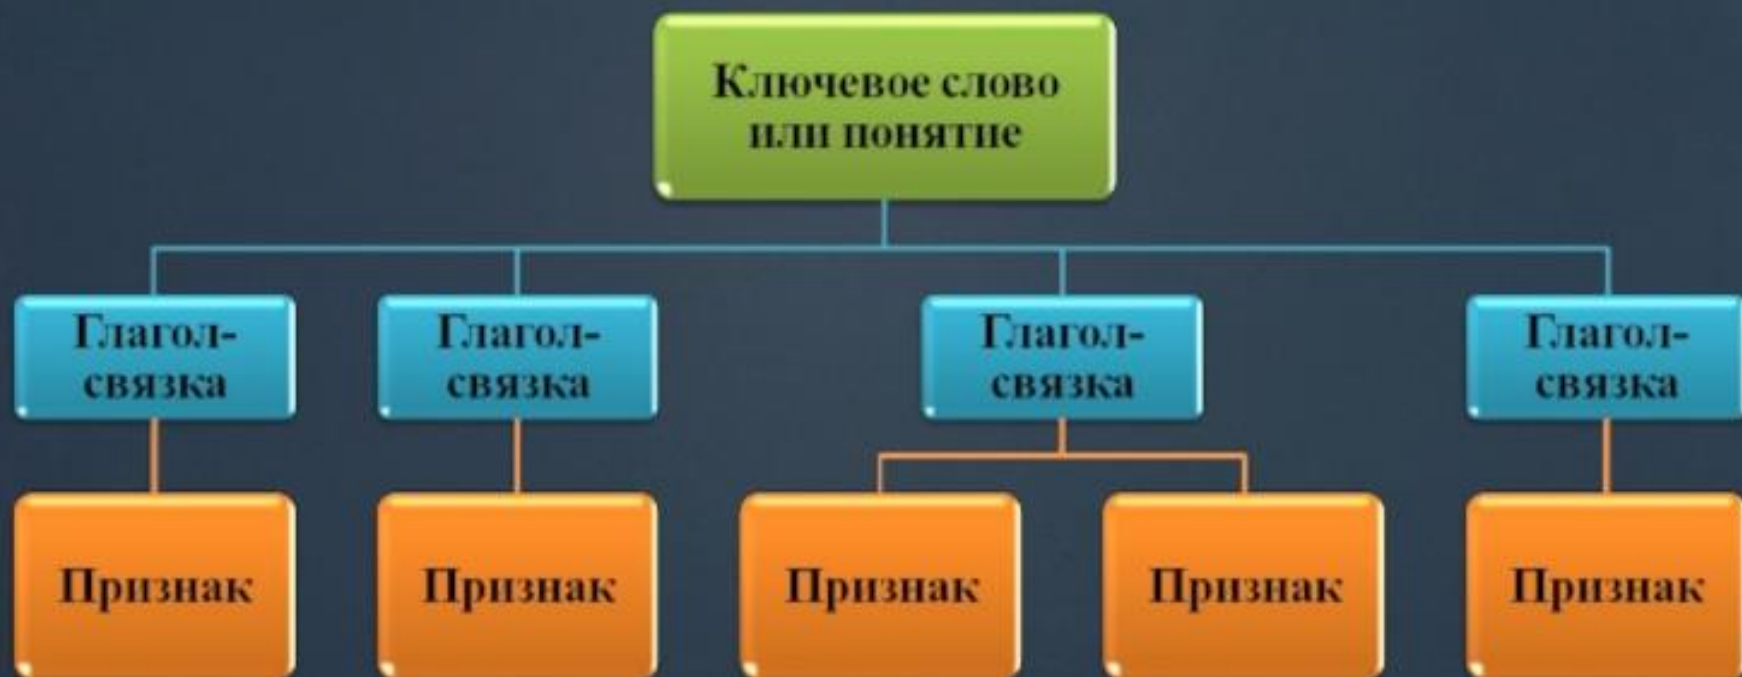 Ключевое слово
или понятие
Глагол-
связка
Глагол-
связка
Глагол-
связка
Глагол-
связка
Признак
Признак
Признак
Признак
Признак